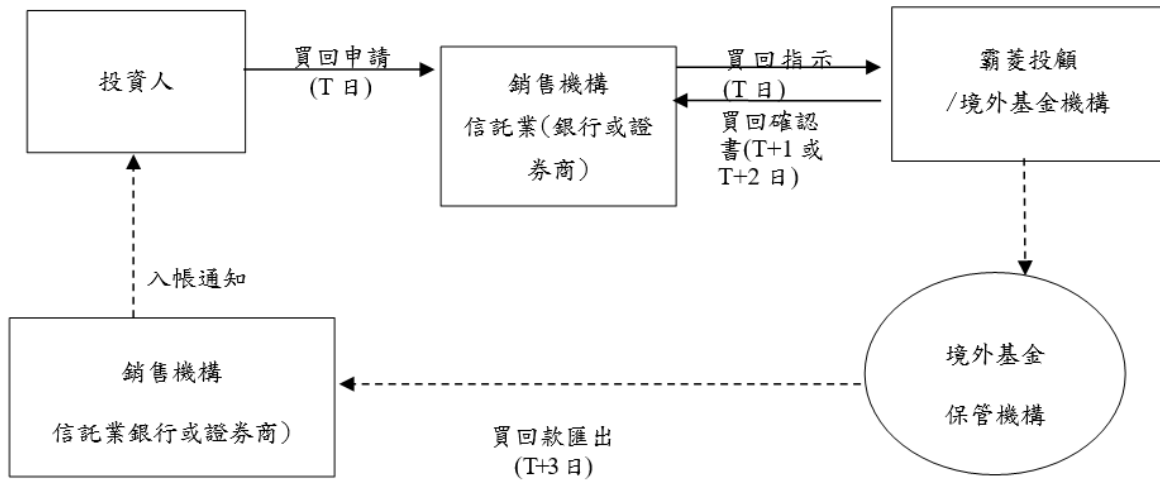 投資人
買回申請
(T 日)
銷售機構
信託業(銀行或證
券商)
買回指示
(T 日)
買回確認
書(T+1 或
T+2 日)
霸菱投顧
/境外基金機構
入帳通知
銷售機構
信託業銀行或證券商)
買回款匯出
(T+3 日)
境外基金
保管機構